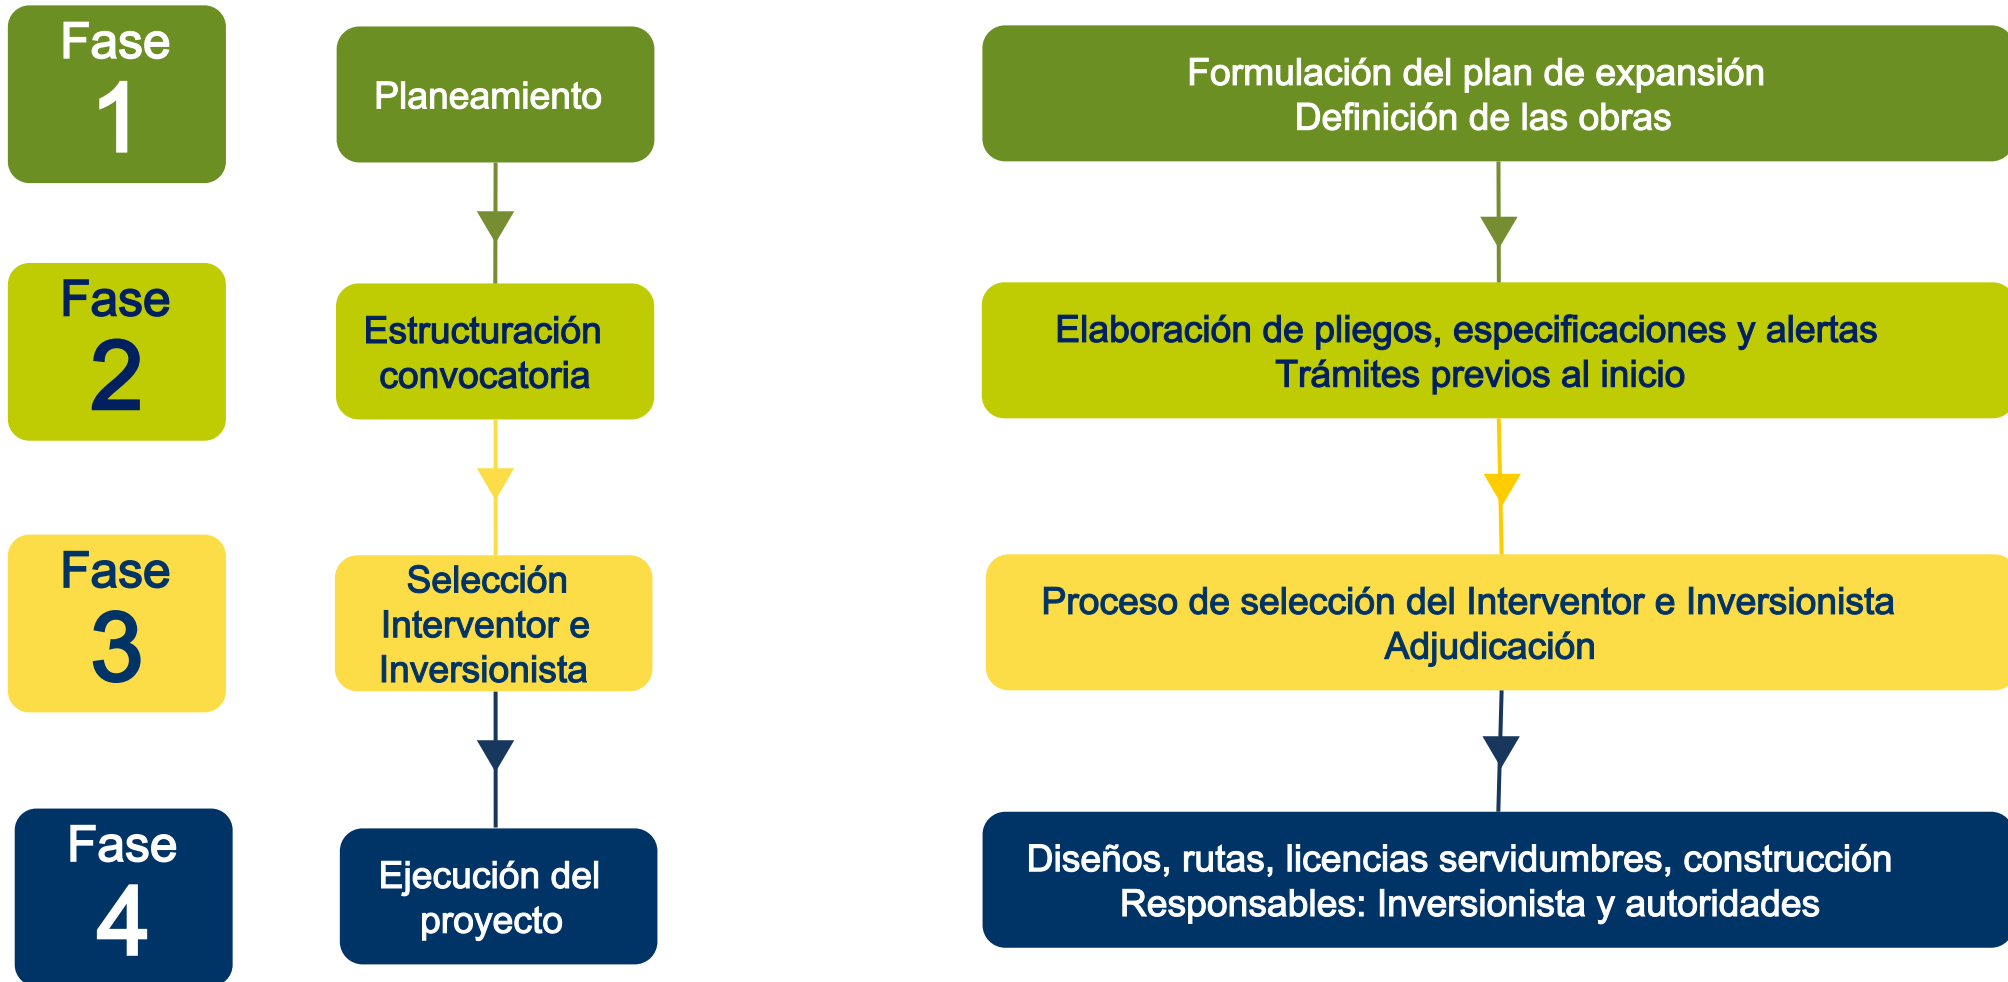 Fase
1
Planeamiento
Formulación del plan de expansión
Definición de las obras
Fase
2
Estructuración
convocatoria
Elaboración de pliegos, especificaciones y alertas
Trámites previos al inicio
Fase
3
Selección
Interventor e
Inversionista
Proceso de selección del Interventor e Inversionista
Adjudicación
Fase
4
Ejecución del
proyecto
Diseños, rutas, licencias servidumbres, construcción
Responsables: Inversionista y autoridades